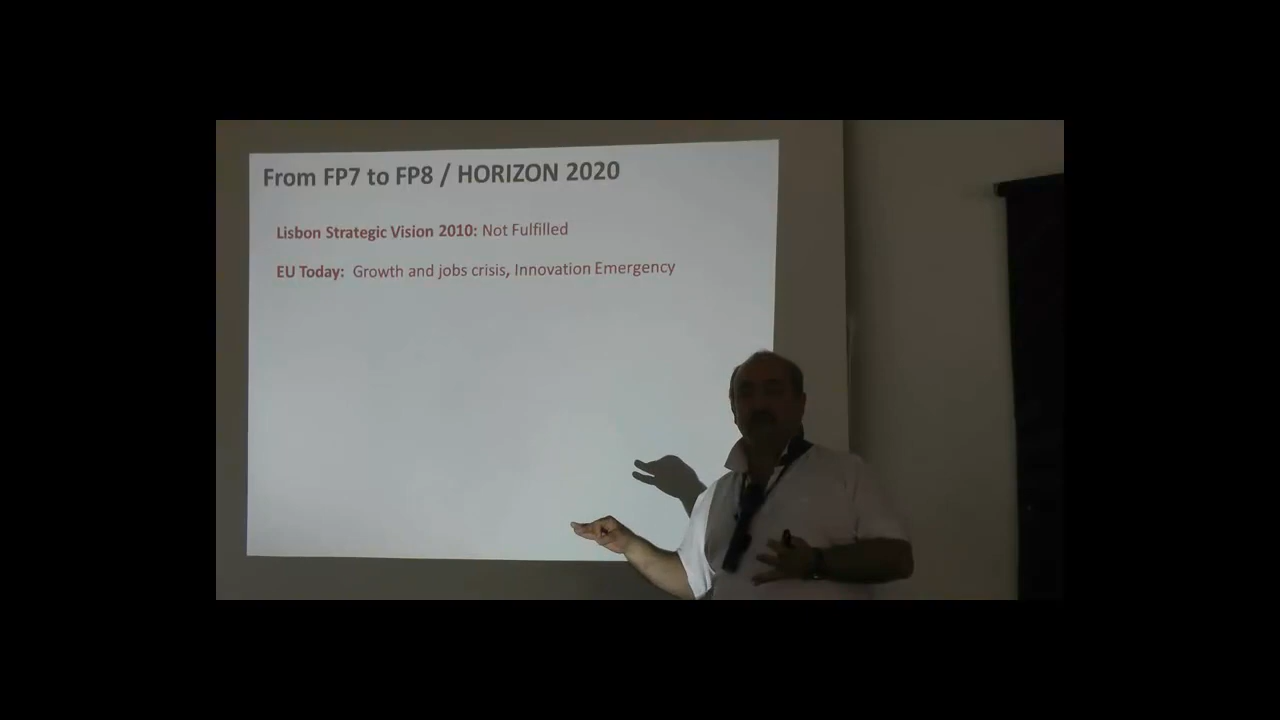 From FP7 to FP8 / HORIZON 2020
Lisbon Strategic Vision 2010: Not Fulfilled
EU Today: Growth and jobs crisis, Innovation Emergency